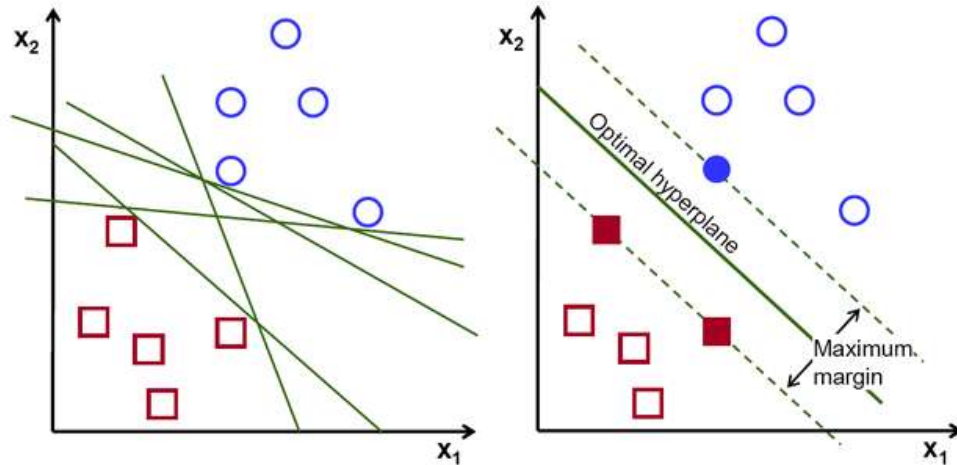 X₂
X₁
X₂
Optimal hyperplane
Maximum
margin
X₁